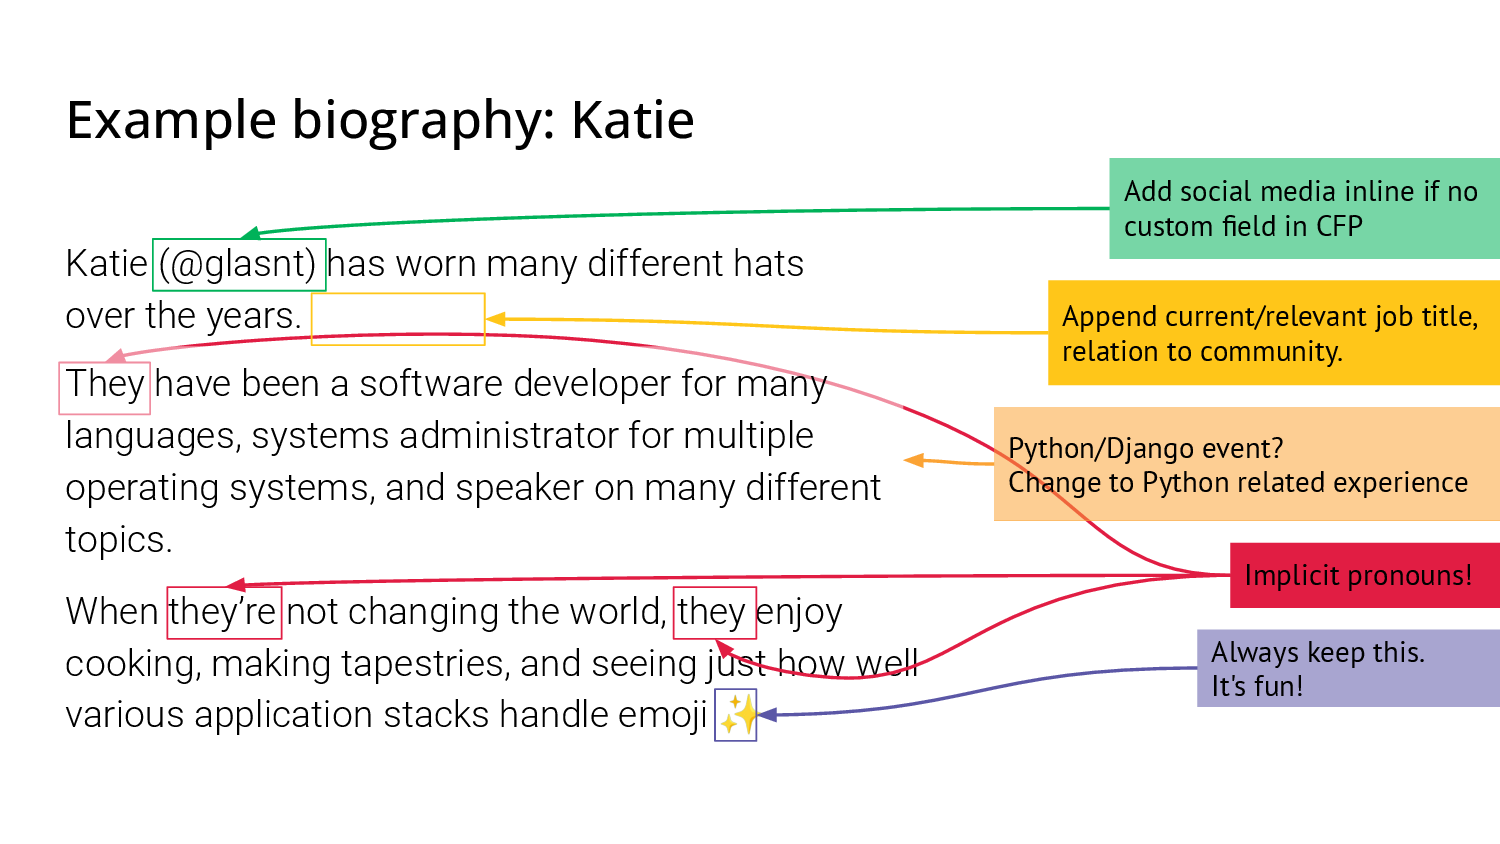 Example biography: Katie
Katie (@glasnt) has worn many different hats
over the years.
They have been a software developer for many
languages, systems administrator for multiple
operating systems, and speaker on many different
topics.
When they’re not changing the world, they enjoy
cooking, making tapestries, and seeing just how well
various application stacks handle emoji ✨
Add social media inline if no
custom field in CFP
Append current/relevant job title,
relation to community.
Python/Django event?
Change to Python related experience
Implicit pronouns!
Always keep this.
It's fun!